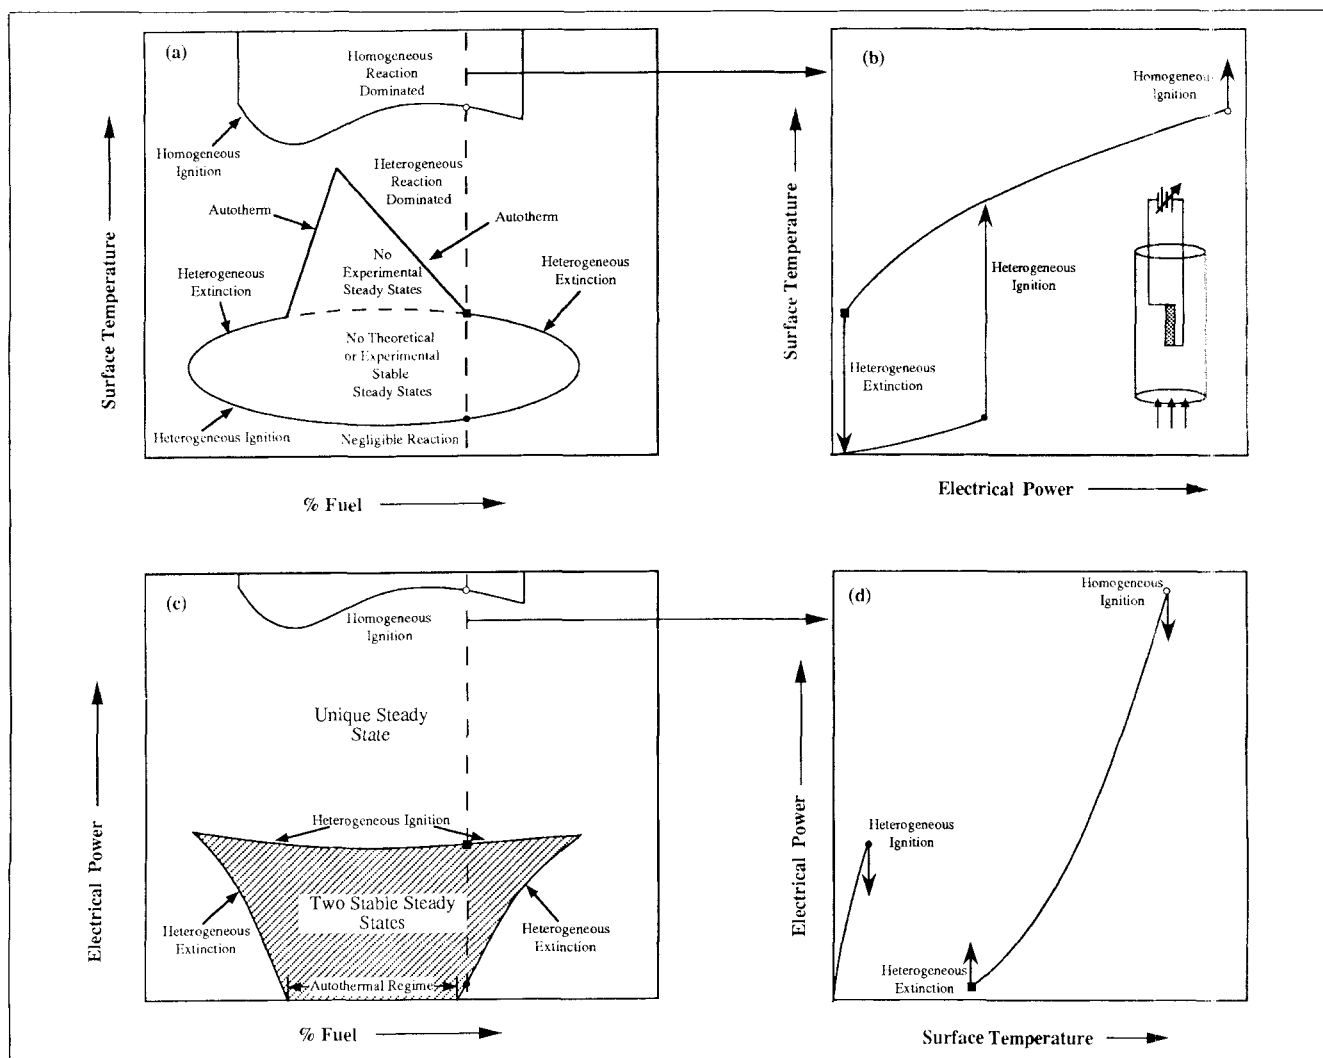 (a)
Homogeneous
Reaction
Dominated
Homogeneous
Ignition
Heterogeneous
Reaction
Dominated
Autotherm
Autotherm
Heterogeneous
Extinction
No
Experimental
Steady States
Heterogeneous
Extinction
No Theoretical
or Experimental
Stable
Steady States
Heterogeneous Ignition
Negligible Reaction
Surface Temperature
% Fuel
(b)
Homogeneous
Ignition
Heterogeneous
Ignition
Heterogeneous
Extinction
Surface Temperature
Electrical Power
(c)
Homogeneous
Ignition
Unique Steady
State
Heterogeneous Ignition
Two Stable Steady
States
Heterogeneous
Extinction
Heterogeneous
Extinction
Autothermal Regime
Electrical Power
% Fuel
(d)
Homogeneous
Ignition
Heterogeneous
Ignition
Heterogeneous
Extinction
Electrical Power
Surface Temperature